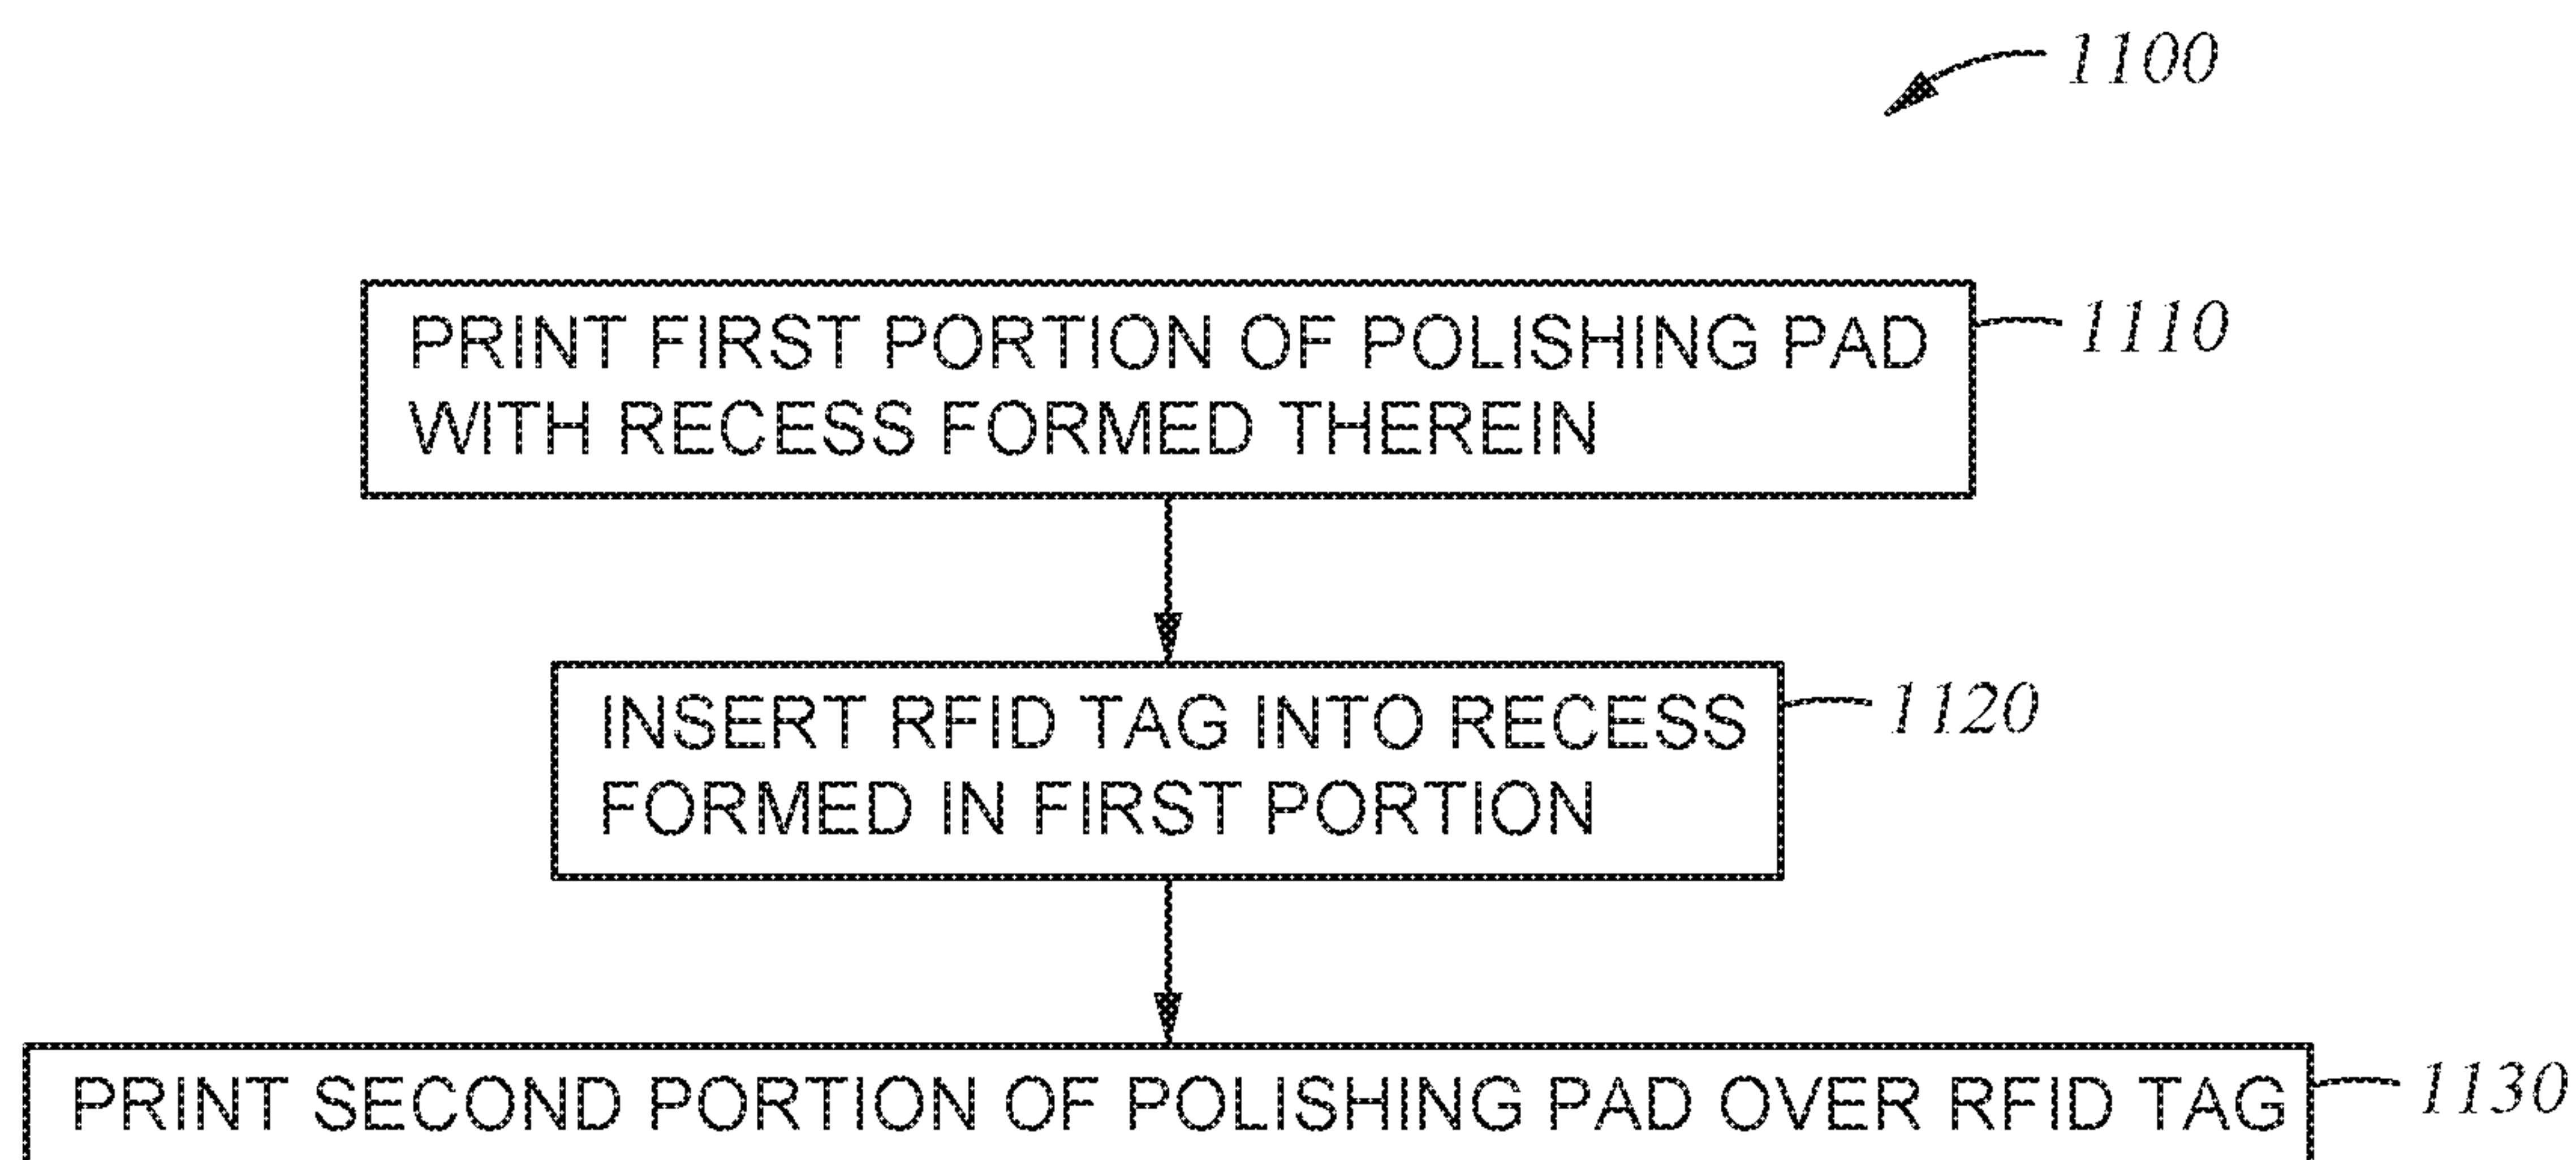 1100
PRINT FIRST PORTION OF POLISHING PAD
WITH RECESS FORMED THEREIN
1110
INSERT RFID TAG INTO RECESS
FORMED IN FIRST PORTION
1120
PRINT SECOND PORTION OF POLISHING PAD OVER RFID TAG
1130